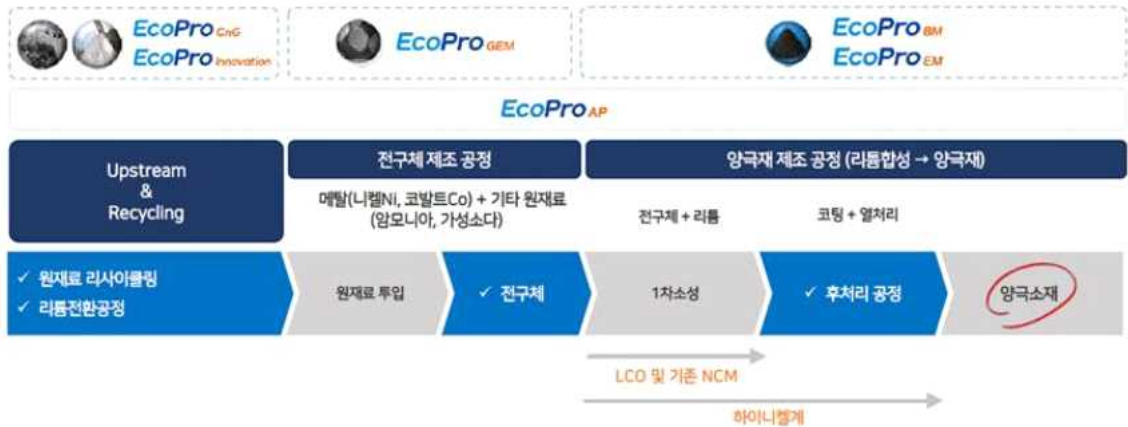 EcoPro CnG
EcoPro Innovation
EcoPro GEM
EcoPro BM
EcoPro EM
EcoPro AP
Upstream
&
Recycling
전구체 제조 공정
양극재 제조 공정 (리튬합성 → 양극재)
메탈(니켈Ni, 코발트Co) + 기타 원재료
(암모니아, 가성소다)
전구체 + 리튬
코팅 + 열처리
✓ 원재료 리사이클링
✓ 리튬전환공정
원재료 투입
✓ 전구체
1차소성
✓ 후처리 공정
양극소재
LCO 및 기존 NCM
하이니켈계